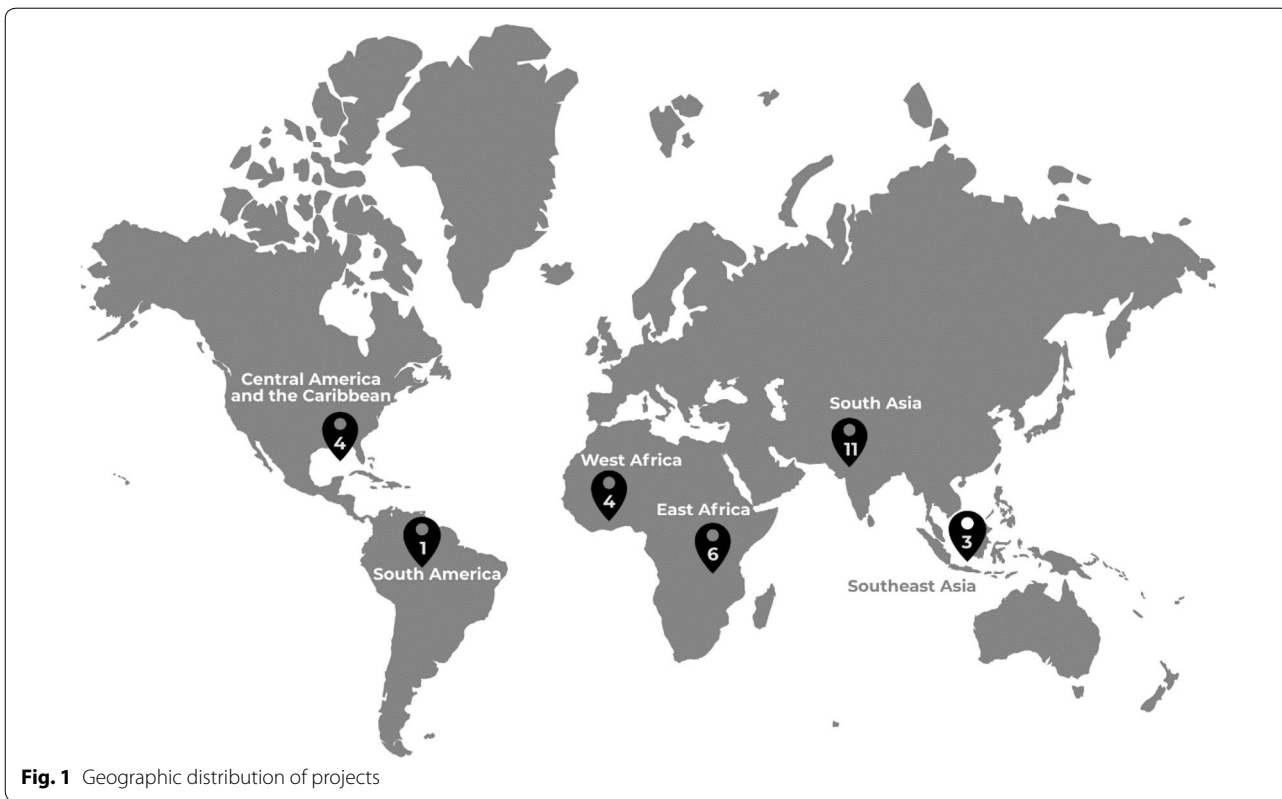 Central America
and the Caribbean
4
South Asia
11
West Africa
4
East Africa
6
3
1
South America
Southeast Asia
Fig. 1 Geographic distribution of projects